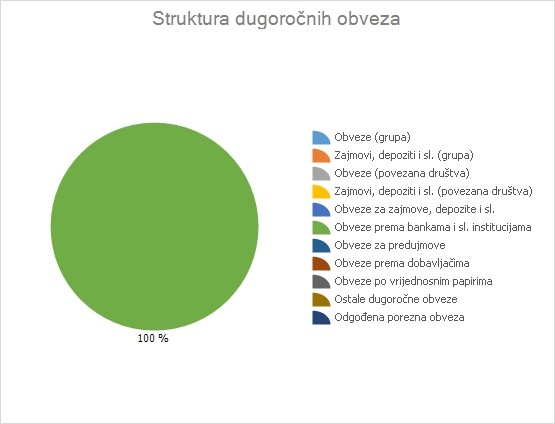 Struktura dugoročnih obveza
Obveze (grupa)
Zajmovi, depoziti i sl. (grupa)
Obveze (povezana društva)
Zajmovi, depoziti i sl. (povezana društva)
Obveze za zajmove, depozite i sl.
Obveze prema bankama i sl. institucijama
Obveze za predujmove
Obveze prema dobavljačima
Obveze po vrijednosnim papirima
Ostale dugoročne obveze
Odgođena porezna obveza
100 %